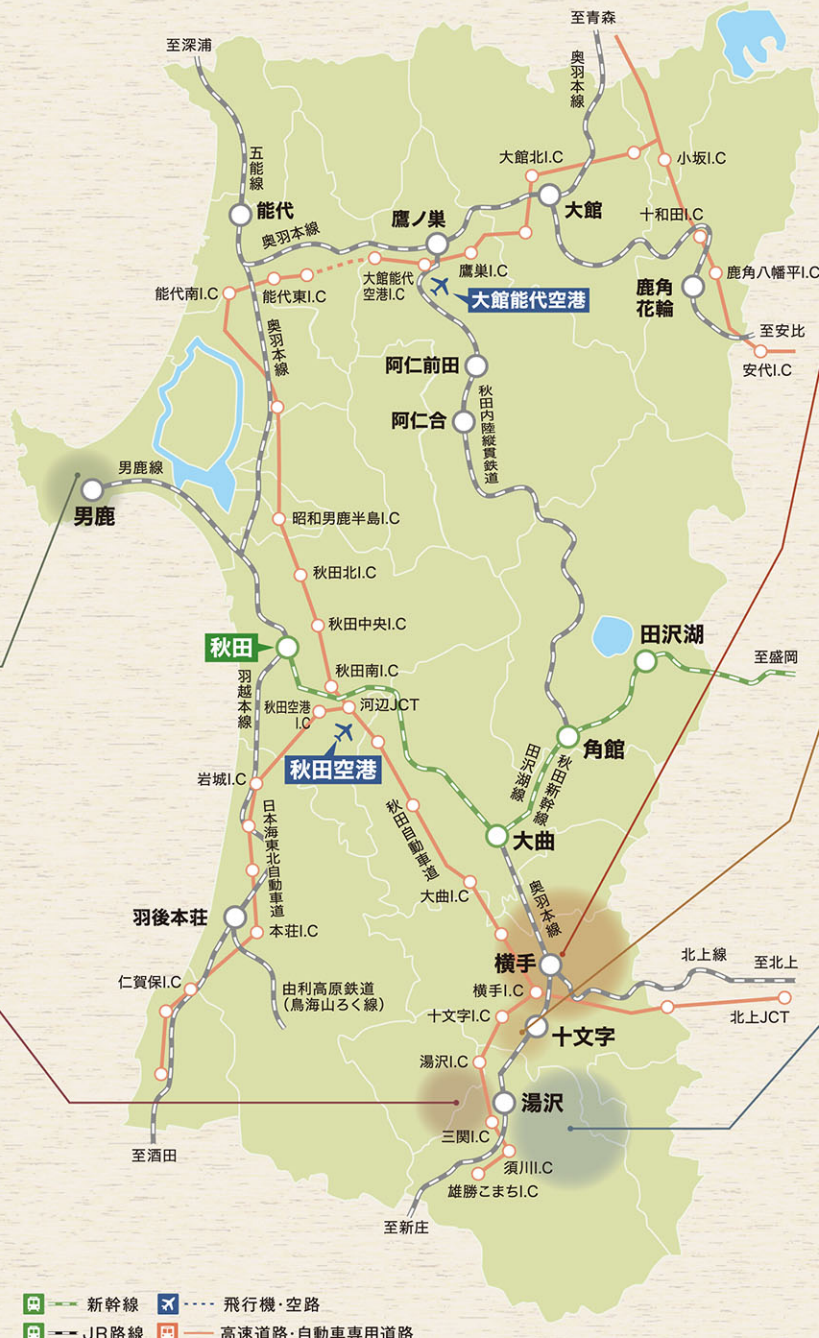 至青森
至深浦
奥羽本線
五能線
大館北I.C
小坂I.C
能代
鷹ノ巣
大館
十和田I.C
奥羽本線
鷹巣I.C
鹿角八幡平I.C
大館能代
空港I.C
能代南I.C
能代東I.C
大館能代空港
鹿角
花輪
至安比
安代I.C
奥羽本線
阿仁前田
阿仁合
秋田内陸縦貫鉄道
男鹿線
男鹿
昭和男鹿半島I.C
秋田北I.C
秋田中央I.C
田沢湖
秋田
至盛岡
秋田南I.C
羽越本線
秋田空港
I.C
河辺JCT
角館
秋田空港
田沢湖線
秋田新幹線
岩城I.C
日本海東北自動車道
秋田自動車道
大曲
大曲I.C
奥羽本線
羽後本荘
本荘I.C
横手
北上線
至北上
仁賀保I.C
由利高原鉄道
(鳥海山ろく線)
横手I.C
十文字I.C
北上JCT
十文字
湯沢I.C
湯沢
三関I.C
至酒田
須川I.C
雄勝こまちI.C
至新庄
新幹線 飛行機・空路
JR路線 高速道路・自動車専用道路